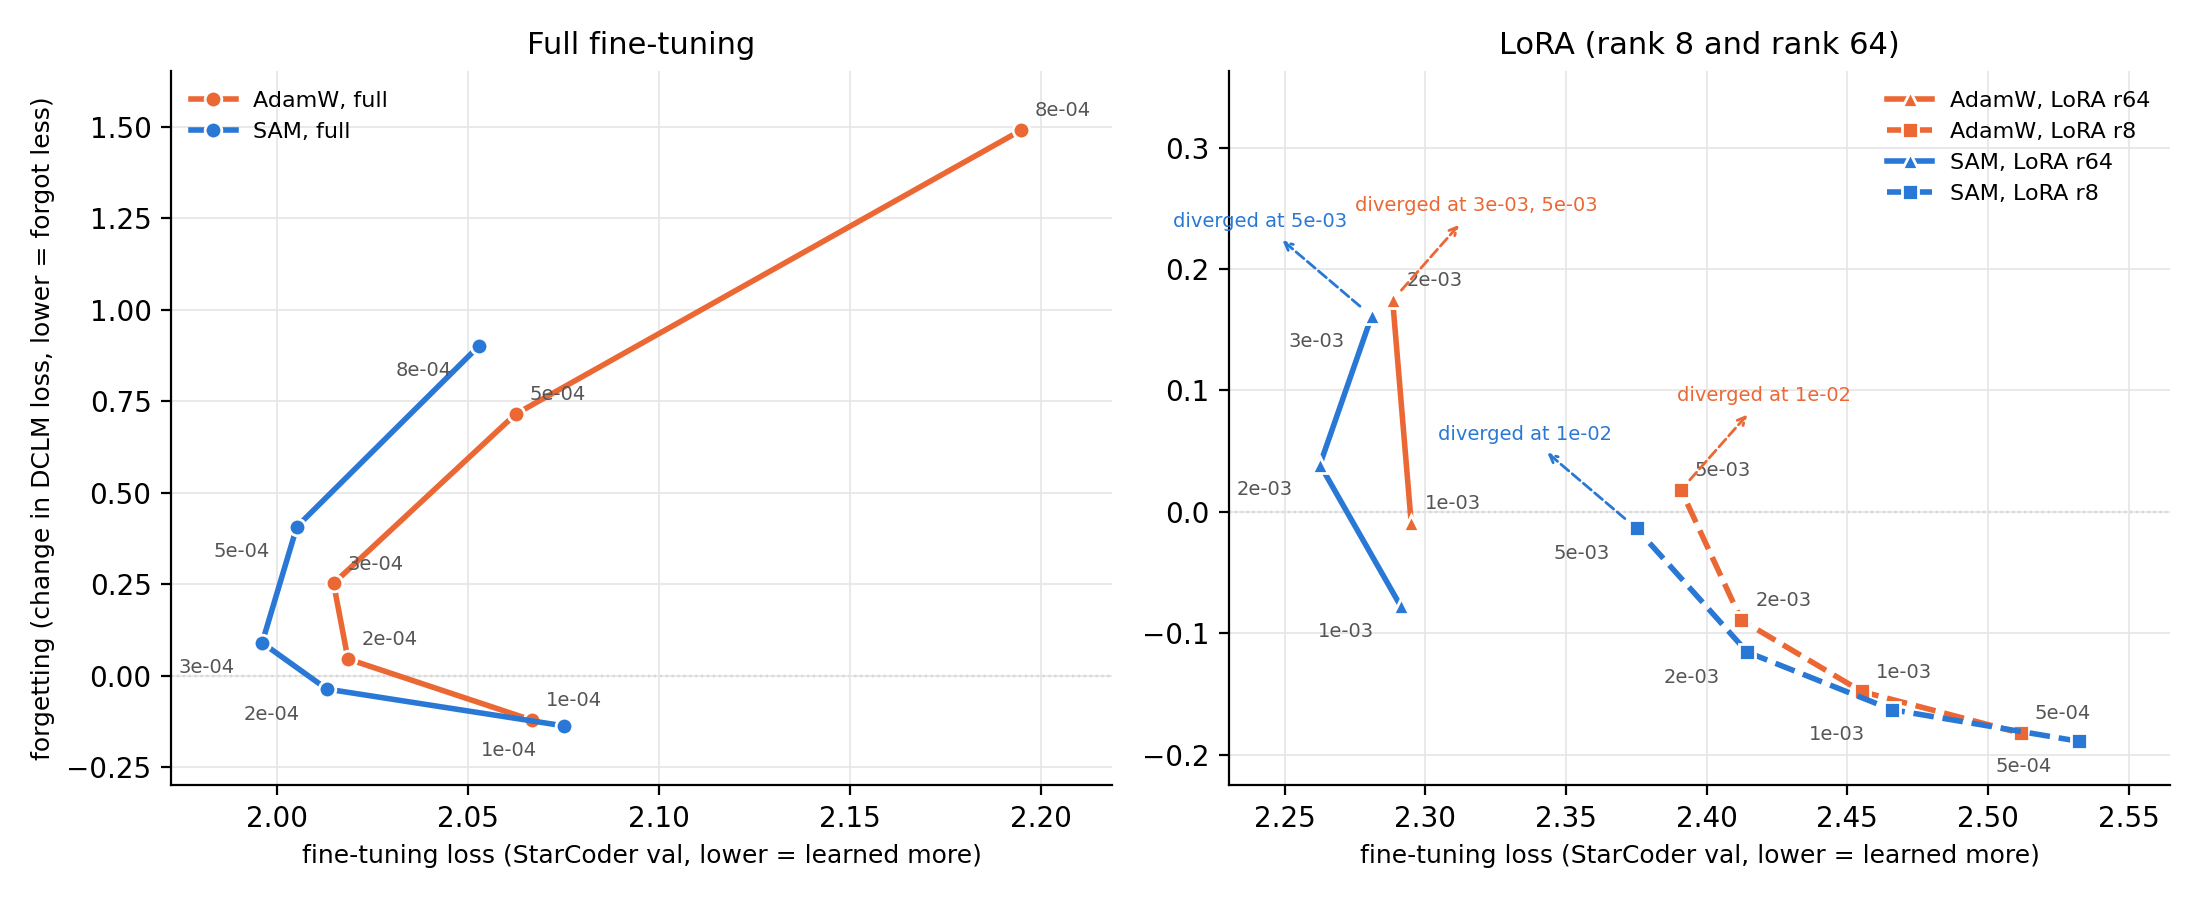 Full fine-tuning
AdamW, full
SAM, full
8e-04
8e-04
5e-04
5e-04
3e-04
2e-04
3e-04
2e-04
1e-04
1e-04
1.50
1.25
1.00
0.75
0.50
0.25
0.00
−0.25
2.00
2.05
2.10
2.15
2.20
forgetting (change in DCLM loss, lower = forgot less)
fine-tuning loss (StarCoder val, lower = learned more)
LoRA (rank 8 and rank 64)
AdamW, LoRA r64
AdamW, LoRA r8
SAM, LoRA r64
SAM, LoRA r8
diverged at 3e-03, 5e-03
diverged at 5e-03
2e-03
3e-03
diverged at 1e-02
diverged at 1e-02
5e-03
2e-03
1e-03
5e-03
2e-03
1e-03
2e-03
1e-03
5e-04
1e-03
5e-04
0.3
0.2
0.1
0.0
−0.1
−0.2
2.25
2.30
2.35
2.40
2.45
2.50
2.55
fine-tuning loss (StarCoder val, lower = learned more)